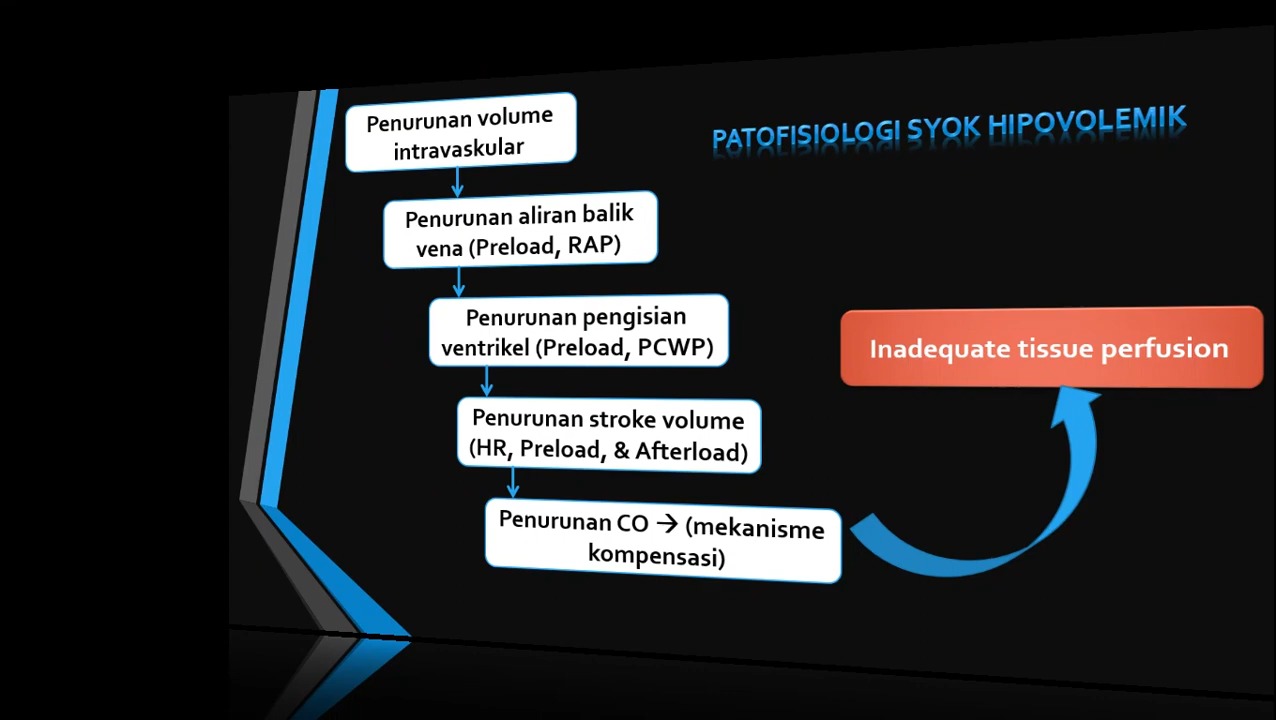 PATOFISIOLOGI SYOK HIPOVOLEMIK
Penurunan volume
intravaskular
Penurunan aliran balik
vena (Preload, RAP)
Penurunan pengisian
ventrikel (Preload, PCWP)
Penurunan stroke volume
(HR, Preload, & Afterload)
Penurunan CO → (mekanisme
kompensasi)
Inadequate tissue perfusion